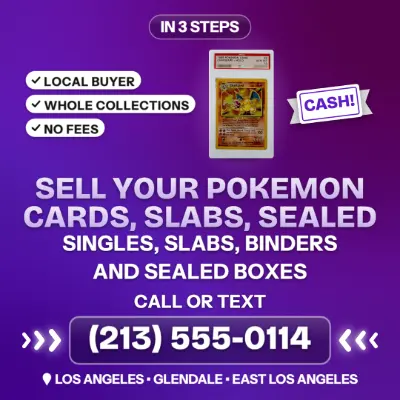 IN 3 STEPS
LOCAL BUYER
WHOLE COLLECTIONS
NO FEES
CASH!
SELL YOUR POKEMON
CARDS, SLABS, SEALED
SINGLES, SLABS, BINDERS
AND SEALED BOXES
CALL OR TEXT
(213) 555-0114
LOS ANGELES • GLENDALE • EAST LOS ANGELES